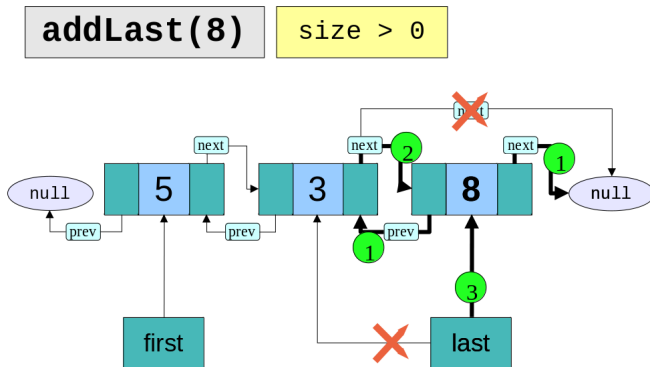 addLast(8)
size > 0
next
next
next
next
2
1
null
5
3
8
null
prev
prev
prev
1
3
first
last